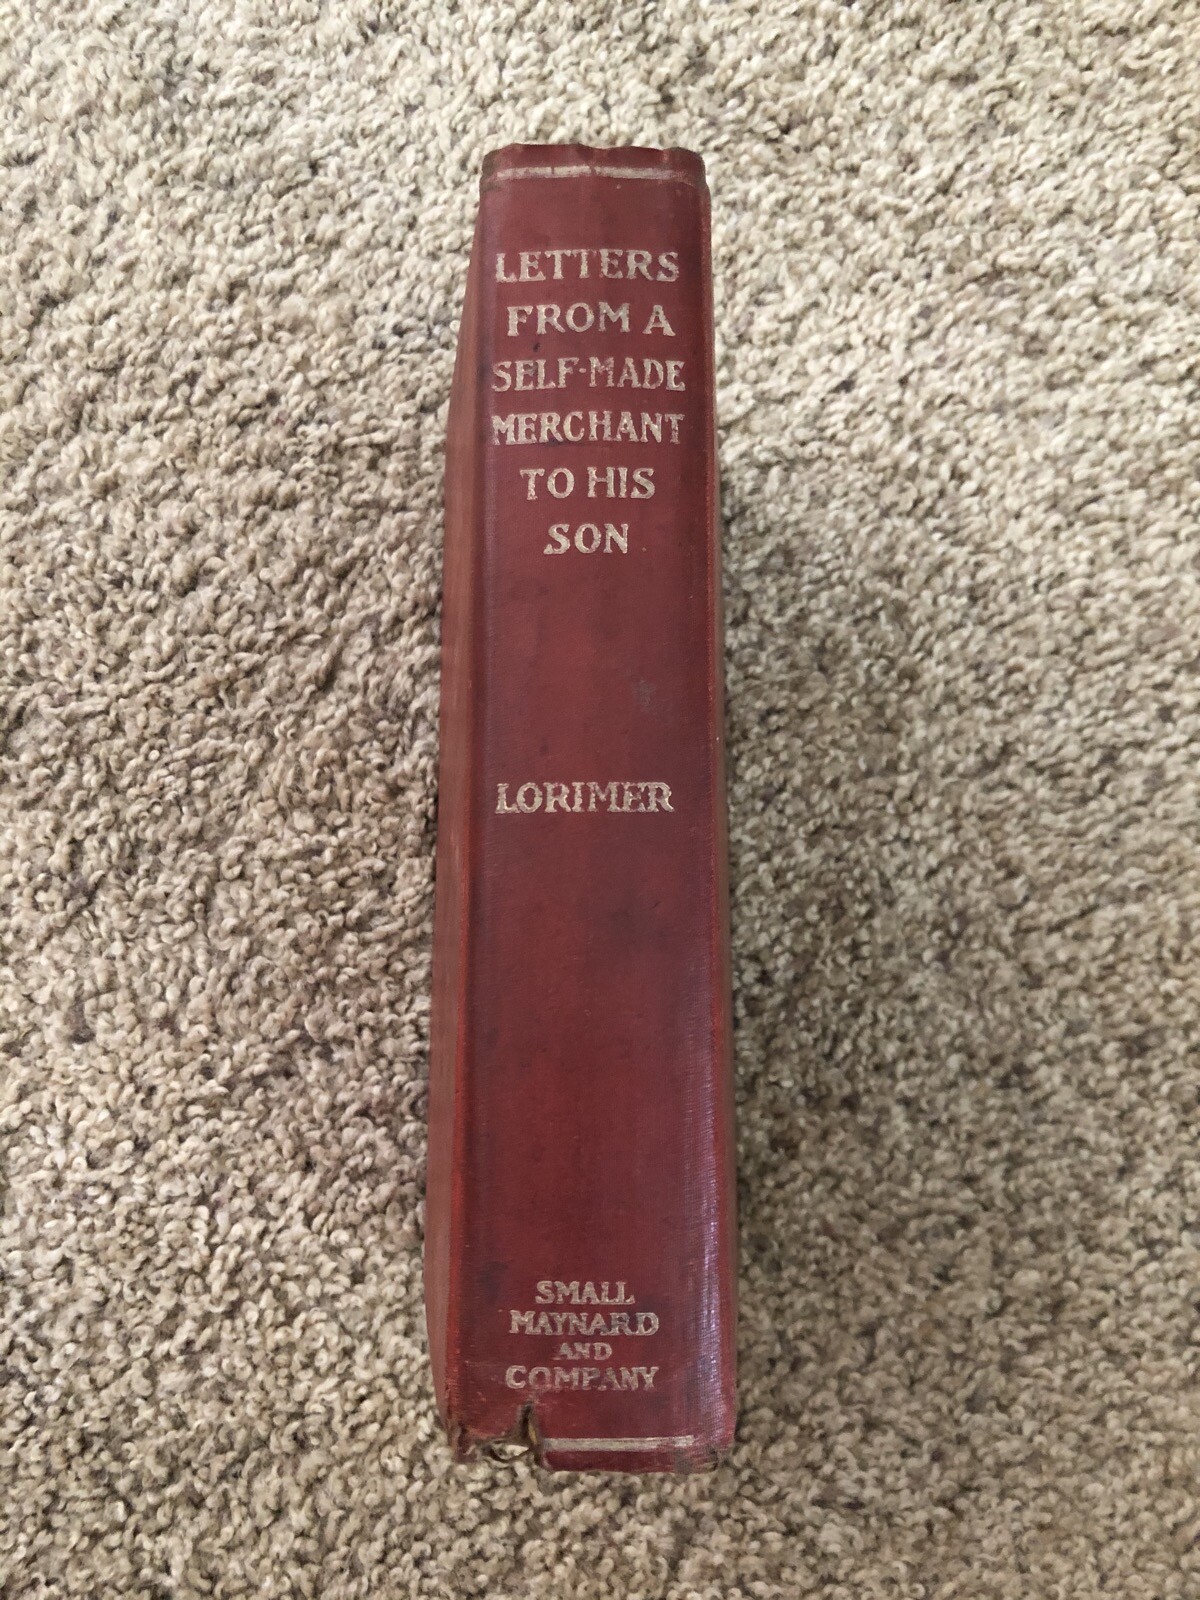 LETTERS
FROM A
SELF-MADE
MERCHANT
TO HIS
SON
LORIMER
SMALL
MAYNARD
AND
COMPANY